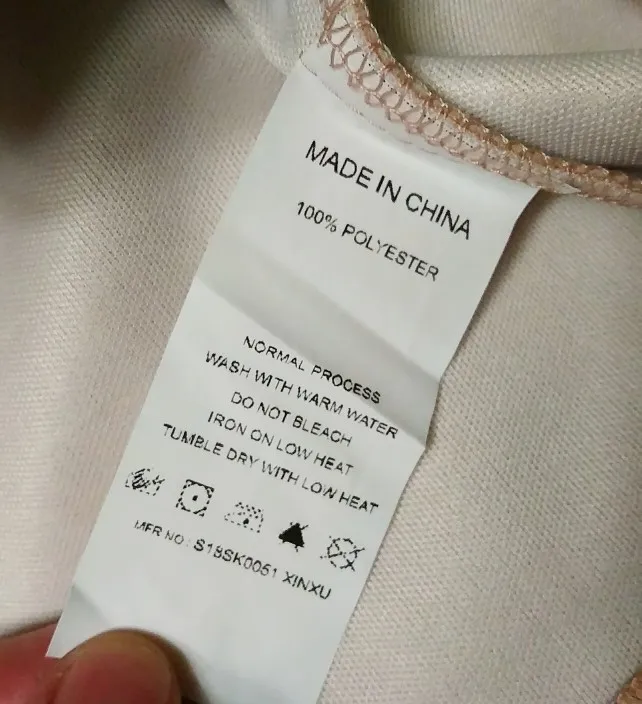 MADE IN CHINA
100% POLYESTER
NORMAL PROCESS
WASH WITH WARM WATER
DO NOT BLEACH
IRON ON LOW HEAT
TUMBLE DRY WITH LOW HEAT
MFR NO : S18SK0051 XINXU